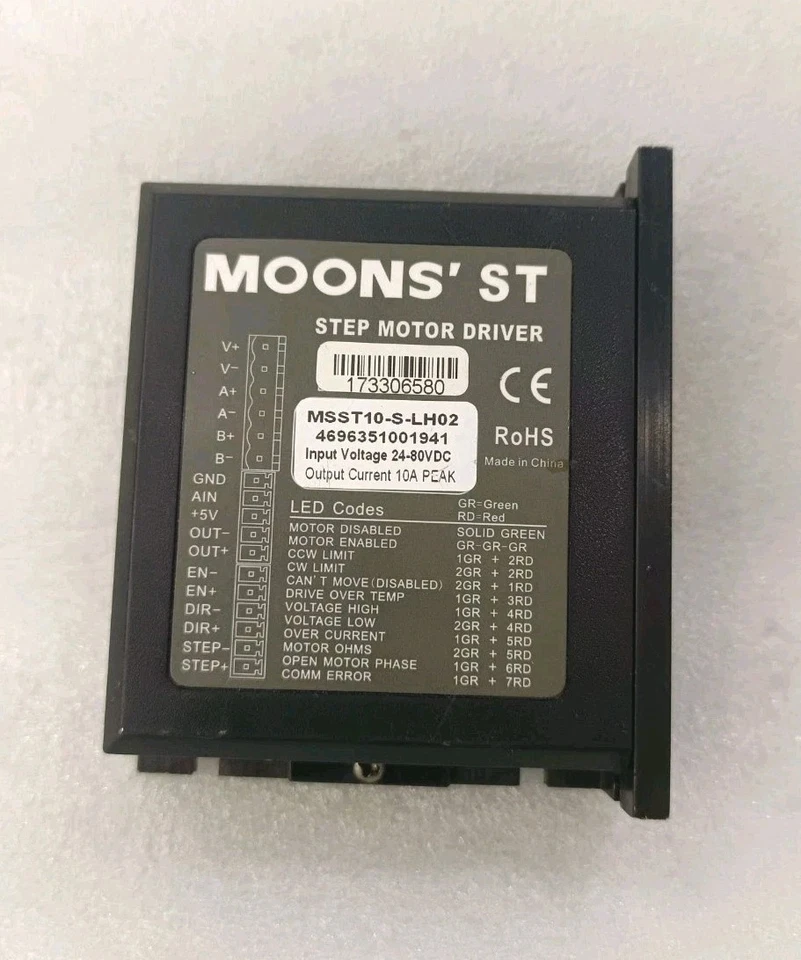 MOONS' ST
STEP MOTOR DRIVER
173306580
MSST10-S-LH02
4696351001941
Input Voltage 24-80VDC
Output Current 10A PEAK
CE
RoHS
Made in China
V+
V-
A+
A-
B+
B-
GND
AIN
+5V
OUT-
OUT+
EN-
EN+
DIR-
DIR+
STEP-
STEP+
LED Codes
GR=Green
RD=Red
MOTOR DISABLED SOLID GREEN
MOTOR ENABLED GR-GR-GR
CCW LIMIT 1GR + 2RD
CW LIMIT 2GR + 2RD
CAN'T MOVE(DISABLED) 2GR + 1RD
DRIVE OVER TEMP 1GR + 3RD
VOLTAGE HIGH 1GR + 4RD
VOLTAGE LOW 2GR + 4RD
OVER CURRENT 1GR + 5RD
MOTOR OHMS 2GR + 5RD
OPEN MOTOR PHASE 1GR + 6RD
COMM ERROR 1GR + 7RD